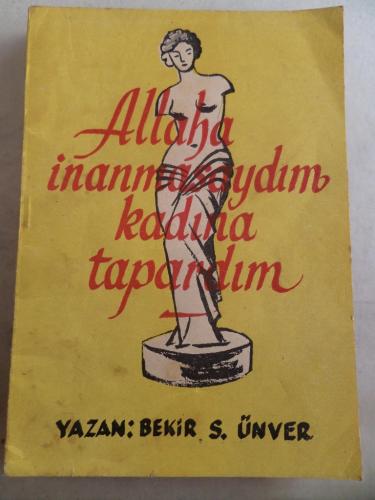 Allaha
inanmasaydım
kadına
tapardım
YAZAN: BEKİR S. ÜNVER